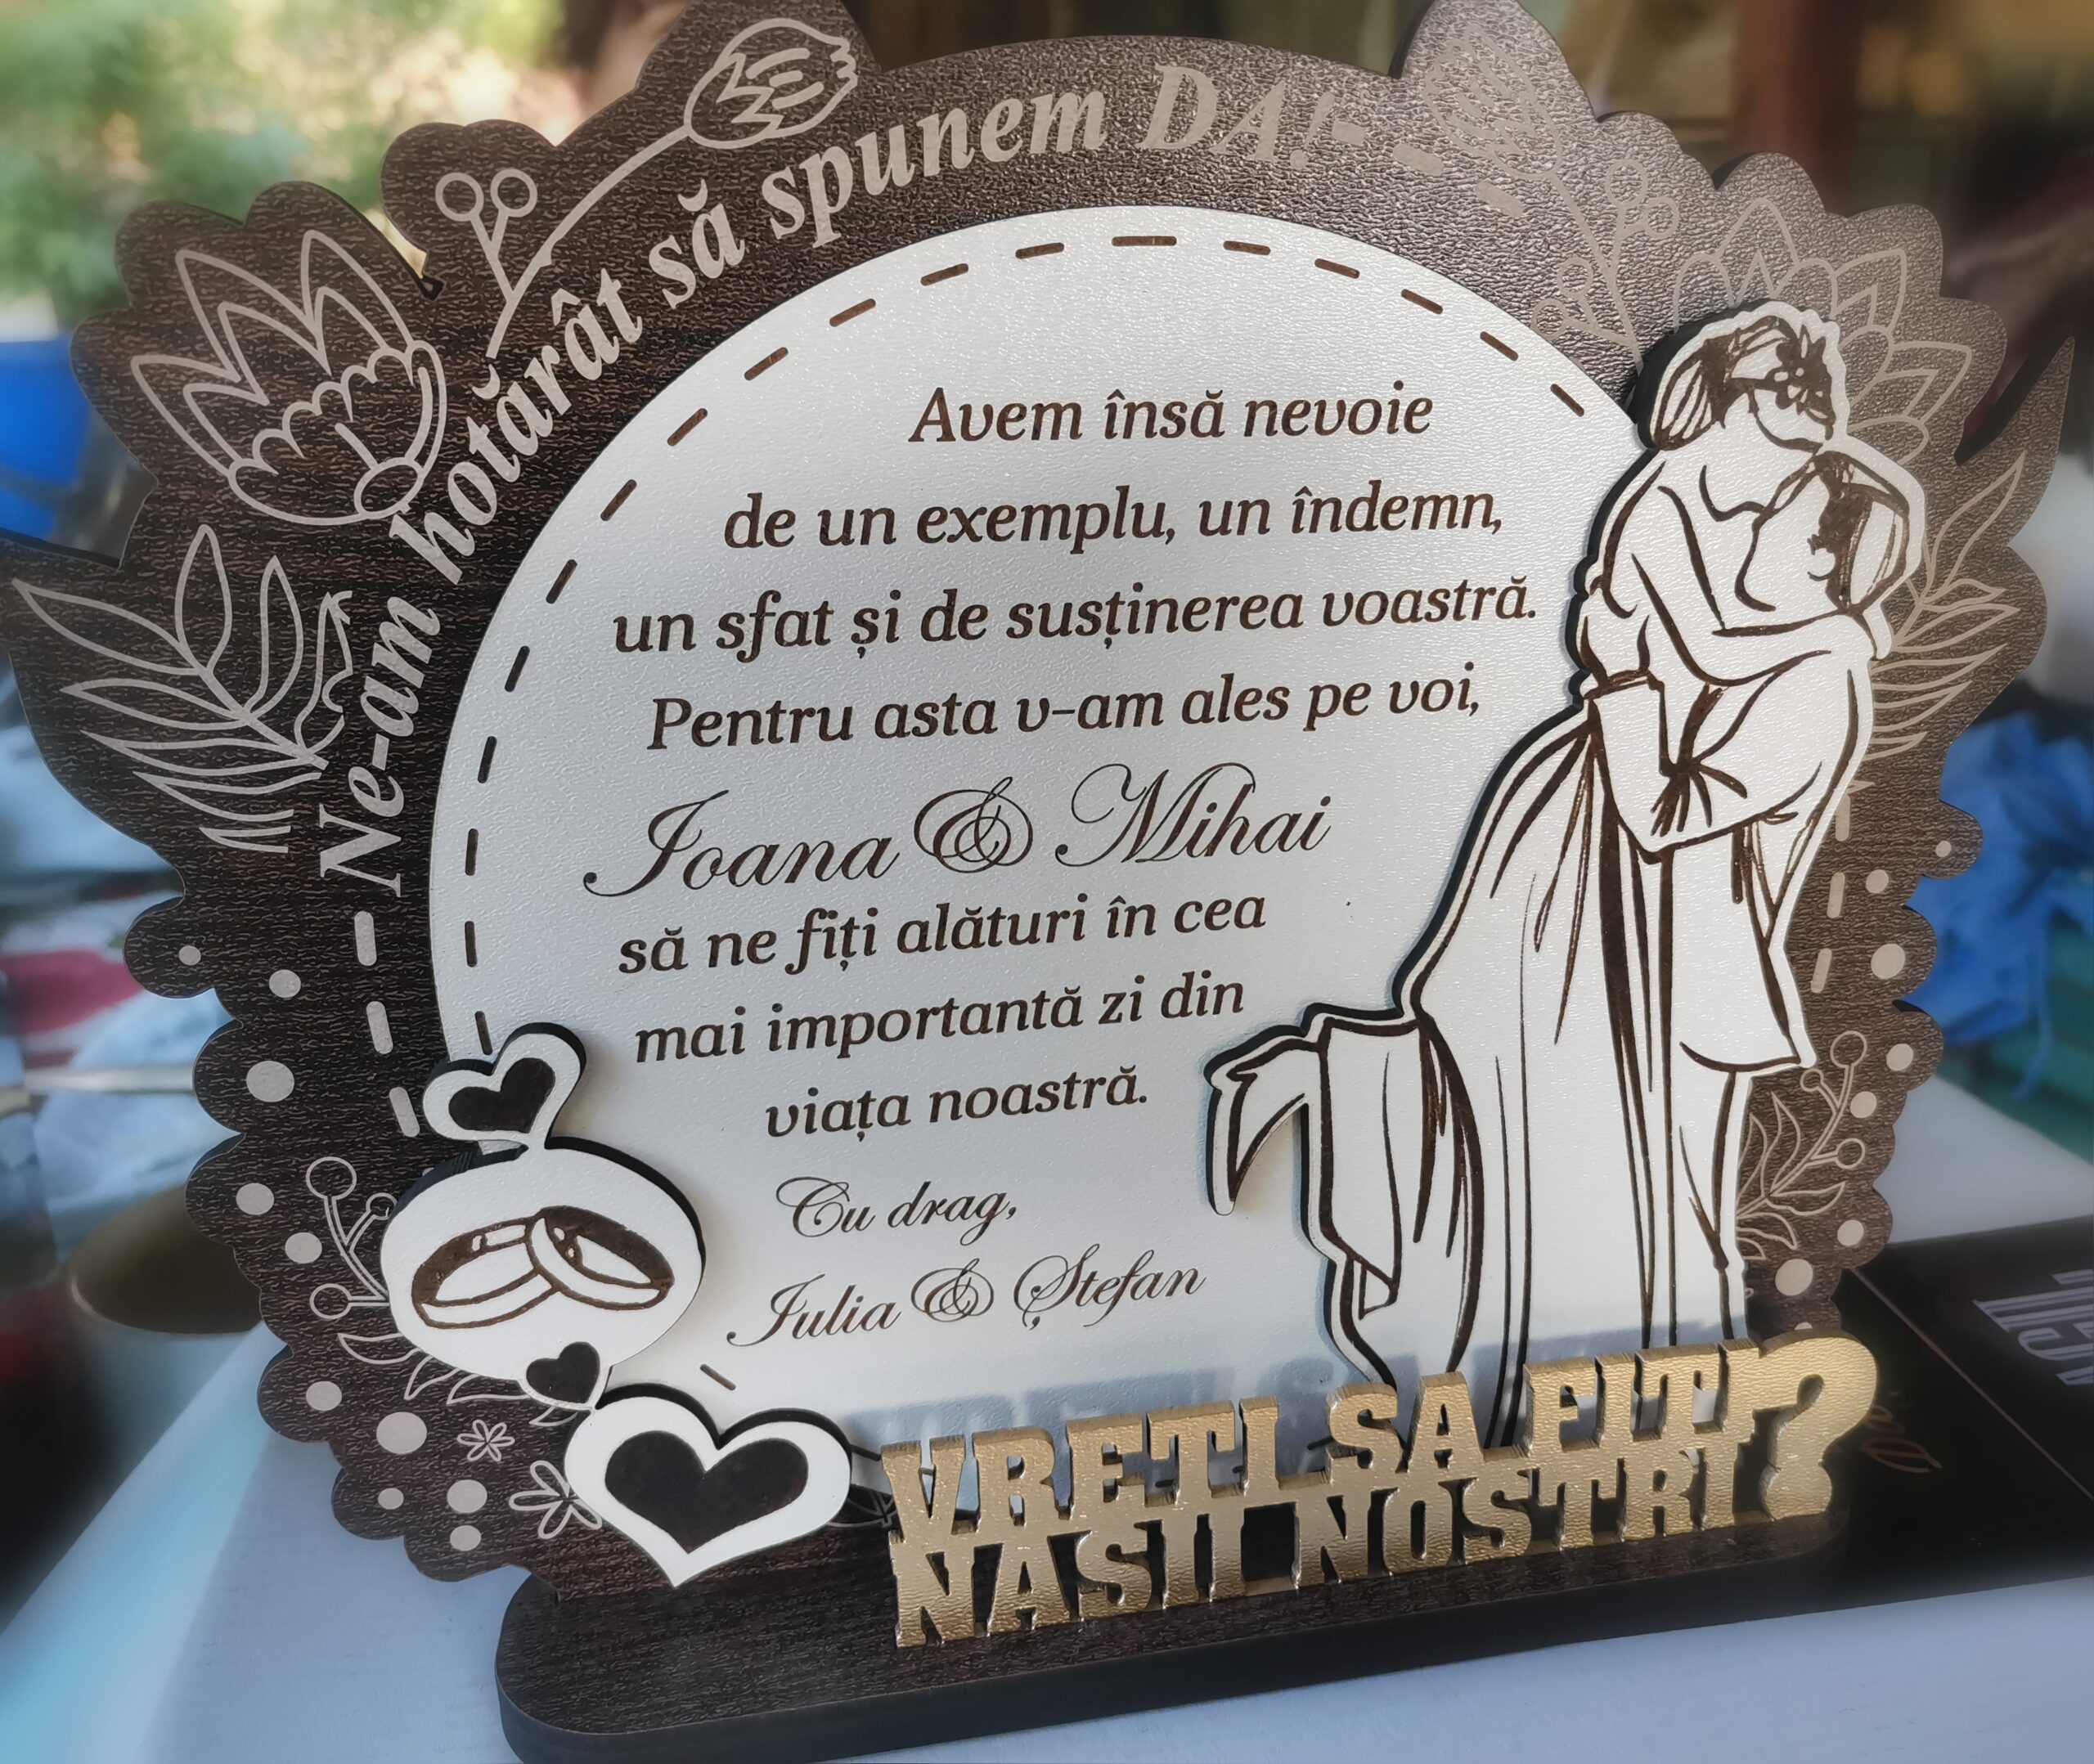 Ne-am hotărât să spunem DA!
Avem însă nevoie
de un exemplu, un îndemn,
un sfat și de susținerea voastră.
Pentru asta v-am ales pe voi,
Ioana & Mihai
să ne fiți alături în cea
mai importantă zi din
viața noastră.
Cu drag,
Iulia & Ștefan
VRETI SA FITI
NASII NOSTRI?